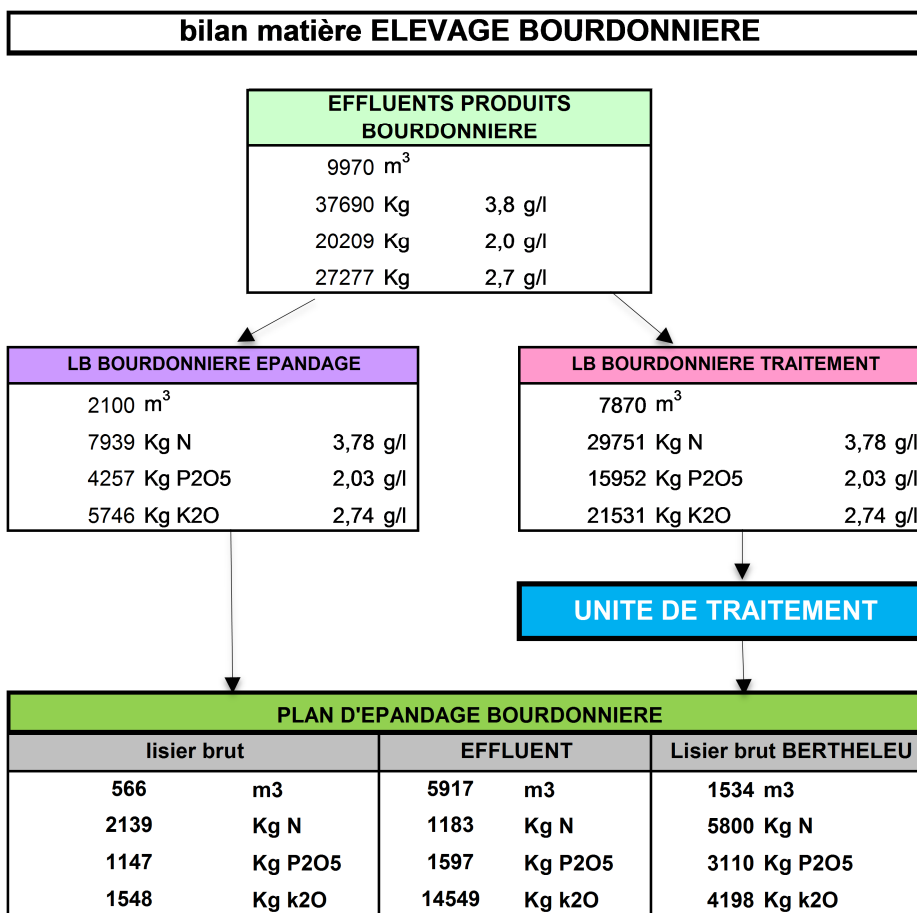 bilan matière ELEVAGE BOURDONNIERE
EFFLUENTS PRODUITS
BOURDONNIERE
9970 m³
37690 Kg 3,8 g/l
20209 Kg 2,0 g/l
27277 Kg 2,7 g/l
LB BOURDONNIERE EPANDAGE
2100 m³
7939 Kg N 3,78 g/l
4257 Kg P2O5 2,03 g/l
5746 Kg K2O 2,74 g/l
LB BOURDONNIERE TRAITEMENT
7870 m³
29751 Kg N 3,78 g/l
15952 Kg P2O5 2,03 g/l
21531 Kg K2O 2,74 g/l
UNITE DE TRAITEMENT
PLAN D'EPANDAGE BOURDONNIERE
lisier brut EFFLUENT Lisier brut BERTHELEU
566 m3 5917 m3 1534 m3
2139 Kg N 1183 Kg N 5800 Kg N
1147 Kg P2O5 1597 Kg P2O5 3110 Kg P2O5
1548 Kg k2O 14549 Kg k2O 4198 Kg k2O